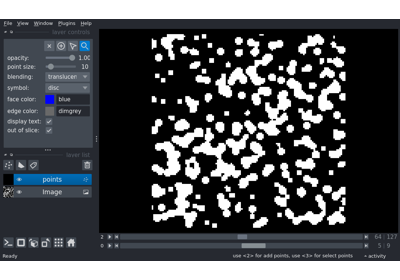 File View Window Plugins Help
layer controls
opacity: 1.00
point size: 10
blending: translucen
symbol: disc
face color: blue
edge color: dimgrey
display text:
out of slice:
layer list
points
Image
2 64 127
0 5 9
Ready use <2> for add points, use <3> for select points activity